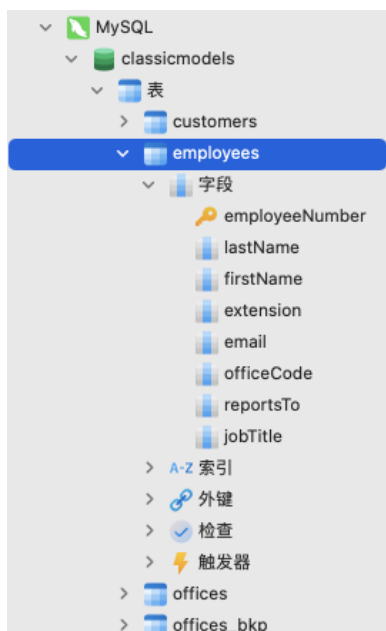 MySQL
classicmodels
表
customers
employees
字段
employeeNumber
lastName
firstName
extension
email
officeCode
reportsTo
jobTitle
A-Z 索引
外键
检查
触发器
offices
offices_bkp